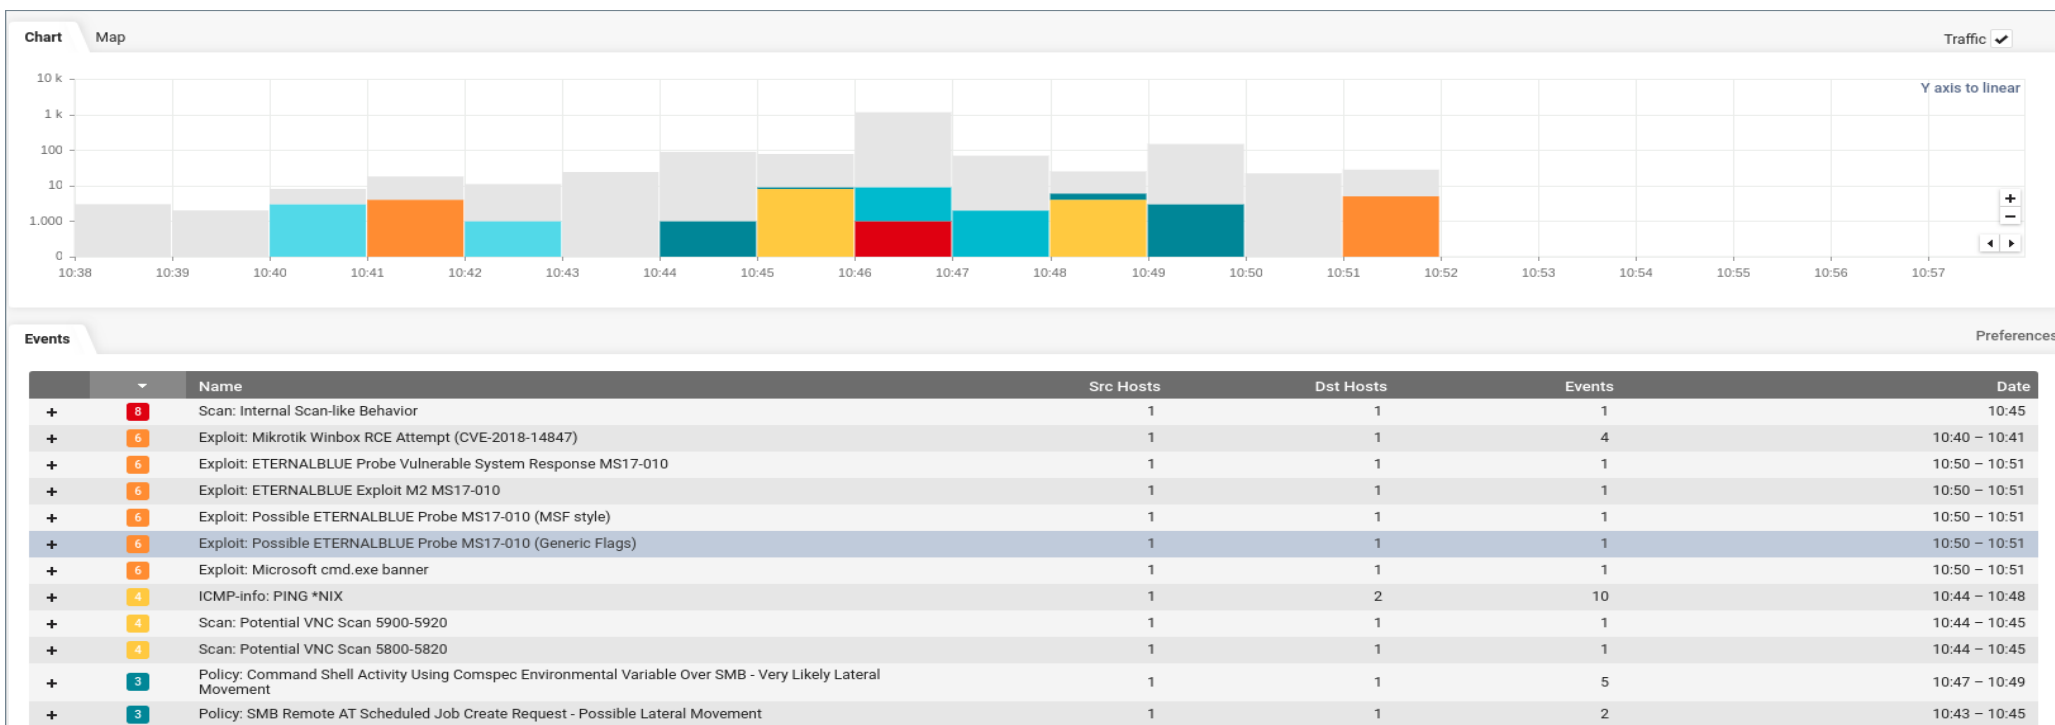 Chart Map Traffic
10 k
Y axis to linear
1 k
100
10
+
1.000
−
0
10:38 10:39 10:40 10:41 10:42 10:43 10:44 10:45 10:46 10:47 10:48 10:49 10:50 10:51 10:52 10:53 10:54 10:55 10:56 10:57
Events Preferences
Name Src Hosts Dst Hosts Events Date
+ 8 Scan: Internal Scan-like Behavior 1 1 1 10:45
+ 6 Exploit: Mikrotik Winbox RCE Attempt (CVE-2018-14847) 1 1 4 10:40 – 10:41
+ 6 Exploit: ETERNALBLUE Probe Vulnerable System Response MS17-010 1 1 1 10:50 – 10:51
+ 6 Exploit: ETERNALBLUE Exploit M2 MS17-010 1 1 1 10:50 – 10:51
+ 6 Exploit: Possible ETERNALBLUE Probe MS17-010 (MSF style) 1 1 1 10:50 – 10:51
+ 6 Exploit: Possible ETERNALBLUE Probe MS17-010 (Generic Flags) 1 1 1 10:50 – 10:51
+ 6 Exploit: Microsoft cmd.exe banner 1 1 1 10:50 – 10:51
+ 4 ICMP-info: PING *NIX 1 2 10 10:44 – 10:48
+ 4 Scan: Potential VNC Scan 5900-5920 1 1 1 10:44 – 10:45
+ 4 Scan: Potential VNC Scan 5800-5820 1 1 1 10:44 – 10:45
+ 3 Policy: Command Shell Activity Using Comspec Environmental Variable Over SMB - Very Likely Lateral
Movement 1 1 5 10:47 – 10:49
+ 3 Policy: SMB Remote AT Scheduled Job Create Request - Possible Lateral Movement 1 1 2 10:43 – 10:45